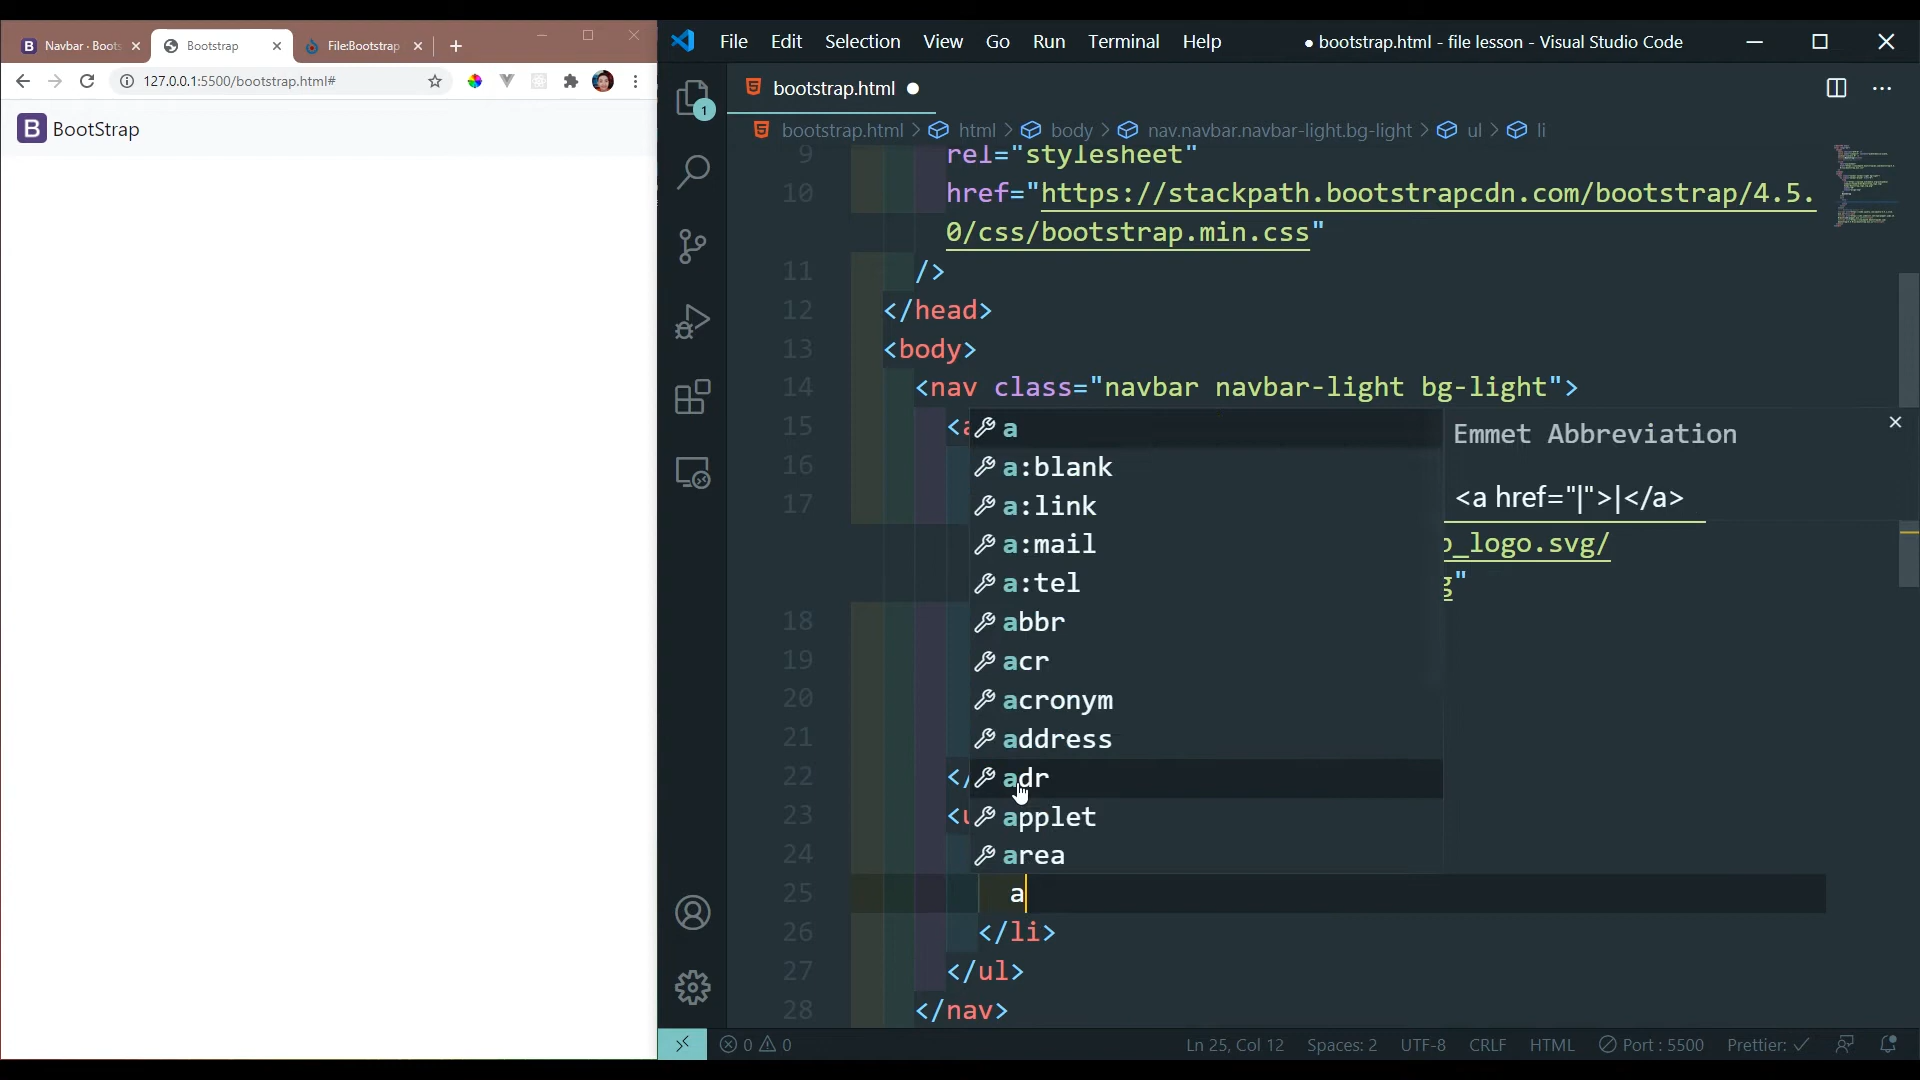 Navbar · Boots
Bootstrap
File:Bootstrap
127.0.0.1:5500/bootstrap.html#
B BootStrap
File Edit Selection View Go Run Terminal Help
● bootstrap.html - file lesson - Visual Studio Code
1
bootstrap.html
bootstrap.html > html > body > nav.navbar.navbar-light.bg-light > ul > li
9 rel="stylesheet"
10 href="https://stackpath.bootstrapcdn.com/bootstrap/4.5.
0/css/bootstrap.min.css"
11 />
12 </head>
13 <body>
14 <nav class="navbar navbar-light bg-light">
15 <a
16
17
_logo.svg/
"
18
19
20
21
22 </
23 <u
24
25 a
26 </li>
27 </ul>
28 </nav>
a
a:blank
a:link
a:mail
a:tel
abbr
acr
acronym
address
adr
applet
area
Emmet Abbreviation
<a href="|">|</a>
0 0
Ln 25, Col 12 Spaces: 2 UTF-8 CRLF HTML Port : 5500 Prettier: ✓